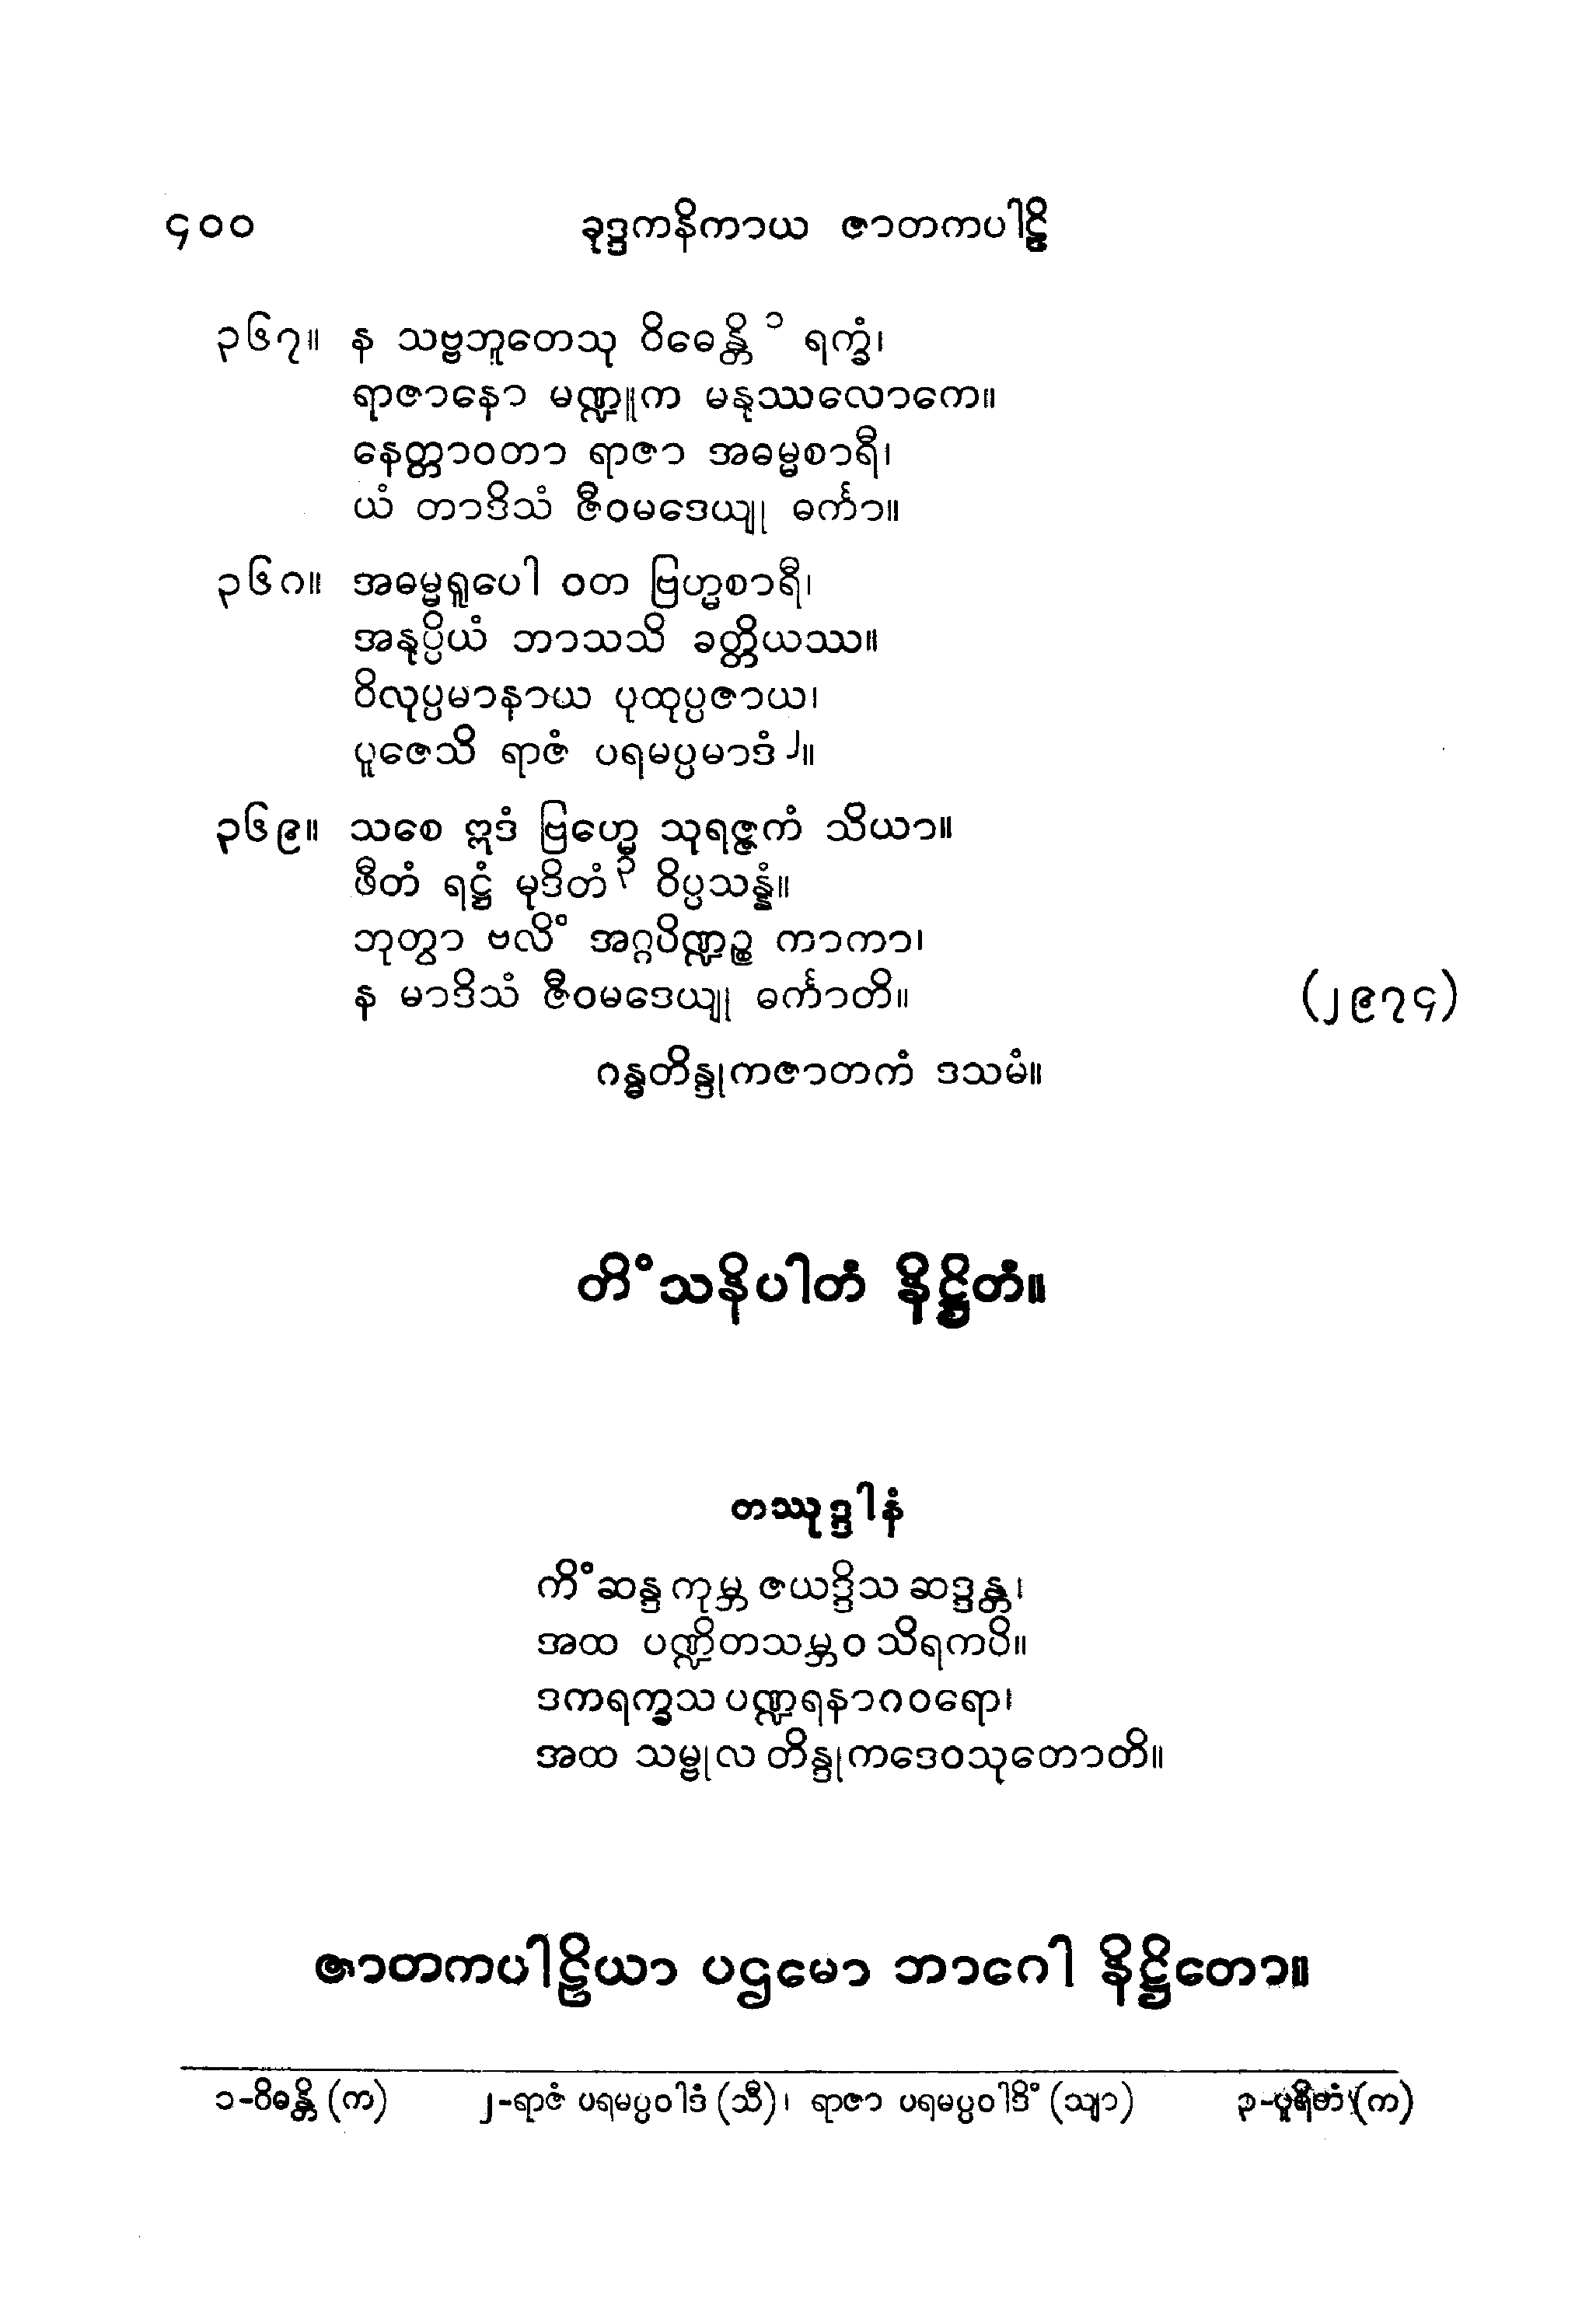 ၄၀၀ ခုဒ္ဒကနိကာယ ဇာတကပါဠိ
၃၆၇။ န သဗ္ဗဘူတေသု ဝိဓေန္တိ ၁ ရက္ခံ၊
ရာဇာနော မဏ္ဍူက မနုဿလောကေ။
နေတ္တာဝတာ ရာဇာ အဓမ္မစာရီ၊
ယံ တာဒိသံ ဇီဝမဒေယျု ဓင်္ကာ။
၃၆၈။ အဓမ္မရူပေါ ဝတ ဗြဟ္မစာရီ၊
အနုပ္ပိယံ ဘာသသိ ခတ္တိယဿ။
ဝိလုပ္ပမာနာယ ပုထုပ္ပဇာယ၊
ပူဇေသိ ရာဇံ ပရမပ္ပမာဒံ ၂။
၃၆၉။ သစေ ဣဒံ ဗြဟ္မေ သုရဇ္ဇကံ သိယာ။
ဖီတံ ရဋ္ဌံ မုဒိတံ ၃ ဝိပ္ပသန္နံ။
ဘုတွာ ဗလိံ အဂ္ဂပိဏ္ဍဉ္စ ကာကာ၊
န မာဒိသံ ဇီဝမဒေယျု ဓင်္ကာတိ။ (၂၉၇၄)
ဂန္ဓတိန္ဒုကဇာတကံ ဒသမံ။
တိံသနိပါတံ နိဋ္ဌိတံ။
တဿုဒ္ဒါနံ
ကိံဆန္ဒ ကုမ္ဘ ဇယဒ္ဒိသ ဆဒ္ဒန္တ၊
အထ ပဏ္ဍိတသမ္ဘဝ သိရကပိ။
ဒကရက္ခသ ပဏ္ဍရနာဂဝရော၊
အထ သမ္ဗုလ တိန္ဒုကဒေဝသုတောတိ။
ဇာတကပါဠိယာ ပဌမော ဘာဂေါ နိဋ္ဌိတော။
၁-ဝိဓန္တိ (က) ၂-ရာဇံ ပရမပ္ပဝါဒံ (သီ)၊ ရာဇာ ပရမပ္ပဝါဒိံ (သျာ) ၃-ပူရိတံ (က)